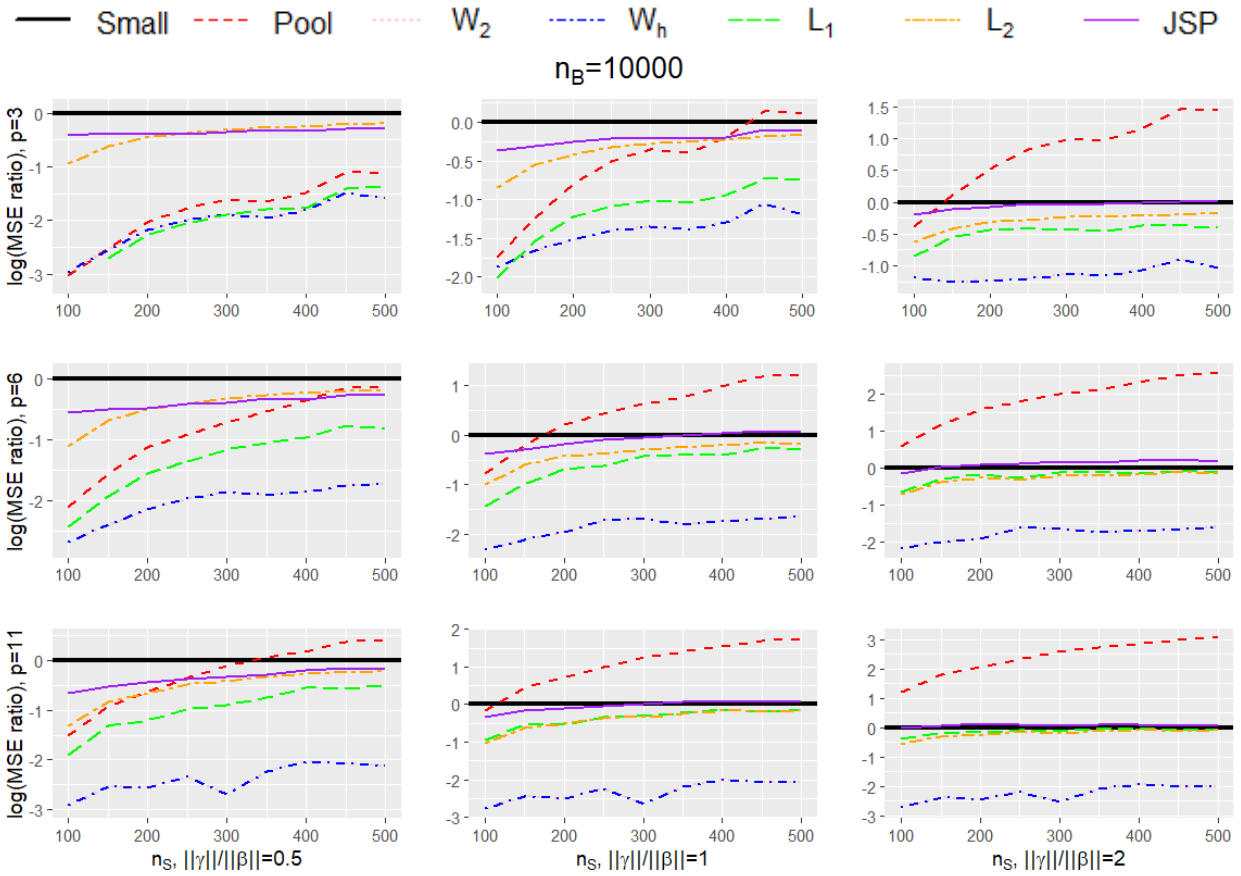 Small Pool W2 Wh L1 L2 JSP
nB=10000
log(MSE ratio), p=3
0
-1
-2
-3
100 200 300 400 500
0.0
-0.5
-1.0
-1.5
-2.0
100 200 300 400 500
1.5
1.0
0.5
0.0
-0.5
-1.0
100 200 300 400 500
log(MSE ratio), p=6
0
-1
-2
100 200 300 400 500
1
0
-1
-2
100 200 300 400 500
2
1
0
-1
-2
100 200 300 400 500
log(MSE ratio), p=11
0
-1
-2
-3
100 200 300 400 500
2
1
0
-1
-2
-3
100 200 300 400 500
3
2
1
0
-1
-2
-3
100 200 300 400 500
nS, ||γ||/||β||=0.5
nS, ||γ||/||β||=1
nS, ||γ||/||β||=2